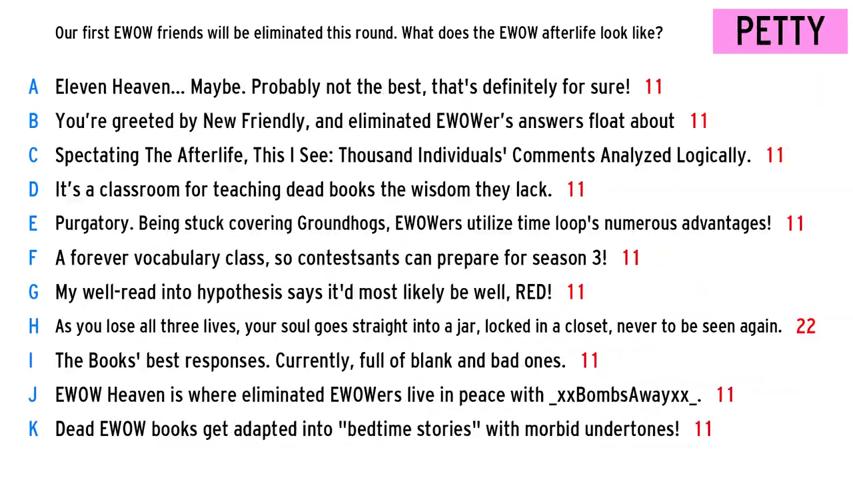 Our first EWOW friends will be eliminated this round. What does the EWOW afterlife look like?
PETTY
A Eleven Heaven... Maybe. Probably not the best, that's definitely for sure! 11
B You’re greeted by New Friendly, and eliminated EWOWer’s answers float about 11
C Spectating The Afterlife, This I See: Thousand Individuals' Comments Analyzed Logically. 11
D It’s a classroom for teaching dead books the wisdom they lack. 11
E Purgatory. Being stuck covering Groundhogs, EWOWers utilize time loop's numerous advantages! 11
F A forever vocabulary class, so contestsants can prepare for season 3! 11
G My well-read into hypothesis says it'd most likely be well, RED! 11
H As you lose all three lives, your soul goes straight into a jar, locked in a closet, never to be seen again. 22
I The Books' best responses. Currently, full of blank and bad ones. 11
J EWOW Heaven is where eliminated EWOWers live in peace with _xxBombsAwayxx_. 11
K Dead EWOW books get adapted into "bedtime stories" with morbid undertones! 11